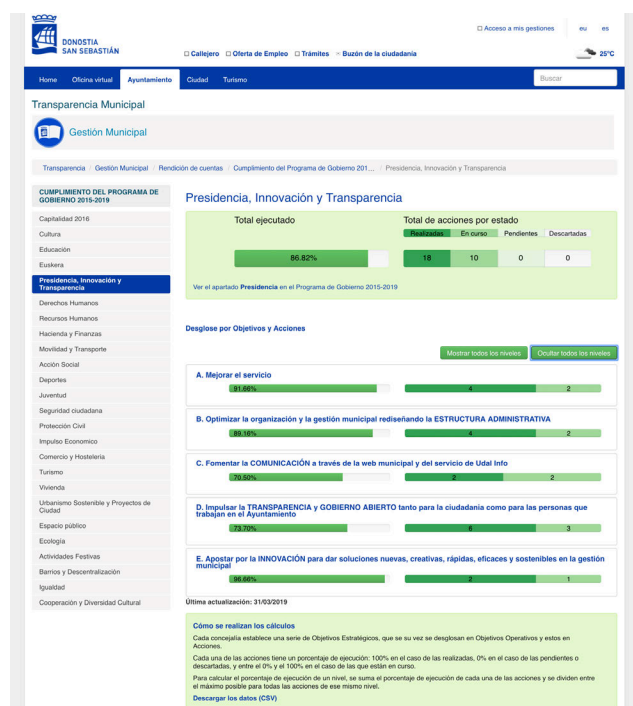 DONOSTIA
SAN SEBASTIÁN
Acceso a mis gestiones eu es
Callejero Oferta de Empleo Trámites Buzón de la ciudadanía
25ºC
Home Oficina virtual Ayuntamiento Ciudad Turismo
Buscar
Transparencia Municipal
Gestión Municipal
Transparencia / Gestión Municipal / Rendición de cuentas / Cumplimiento del Programa de Gobierno 201... / Presidencia, Innovación y Transparencia
CUMPLIMIENTO DEL PROGRAMA DE
GOBIERNO 2015-2019
Capitalidad 2016
Cultura
Educación
Euskera
Presidencia, Innovación y
Transparencia
Derechos Humanos
Recursos Humanos
Hacienda y Finanzas
Movilidad y Transporte
Acción Social
Deportes
Juventud
Seguridad ciudadana
Protección Civil
Impulso Economico
Comercio y Hostelería
Turismo
Vivienda
Urbanismo Sostenible y Proyectos de
Ciudad
Espacio público
Ecología
Actividades Festivas
Barrios y Descentralización
Igualdad
Cooperación y Diversidad Cultural
Presidencia, Innovación y Transparencia
Total ejecutado
86.82%
Total de acciones por estado
Realizadas En curso Pendientes Descartadas
18 10 0 0
Ver el apartado Presidencia en el Programa de Gobierno 2015-2019
Desglose por Objetivos y Acciones
Mostrar todos los niveles Ocultar todos los niveles
A. Mejorar el servicio
91.66% 4 2
B. Optimizar la organización y la gestión municipal rediseñando la ESTRUCTURA ADMINISTRATIVA
89.16% 4 2
C. Fomentar la COMUNICACIÓN a través de la web municipal y del servicio de Udal Info
70.50% 2 2
D. Impulsar la TRANSPARENCIA y GOBIERNO ABIERTO tanto para la ciudadania como para las personas que
trabajan en el Ayuntamiento
73.70% 6 3
E. Apostar por la INNOVACIÓN para dar soluciones nuevas, creativas, rápidas, eficaces y sostenibles en la gestión
municipal
96.66% 2 1
Última actualización: 31/03/2019
Cómo se realizan los cálculos
Cada concejalía establece una serie de Objetivos Estratégicos, que se su vez se desglosan en Objetivos Operativos y estos en
Acciones.
Cada una de las acciones tiene un porcentaje de ejecución: 100% en el caso de las realizadas, 0% en el caso de las pendientes o
descartadas, y entre el 0% y el 100% en el caso de las que están en curso.
Para calcular el porcentaje de ejecución de un nivel, se suma el porcentaje de ejecución de cada una de las acciones y se dividen entre
el máximo posible para todas las acciones de ese mismo nivel.
Descargar los datos (CSV)